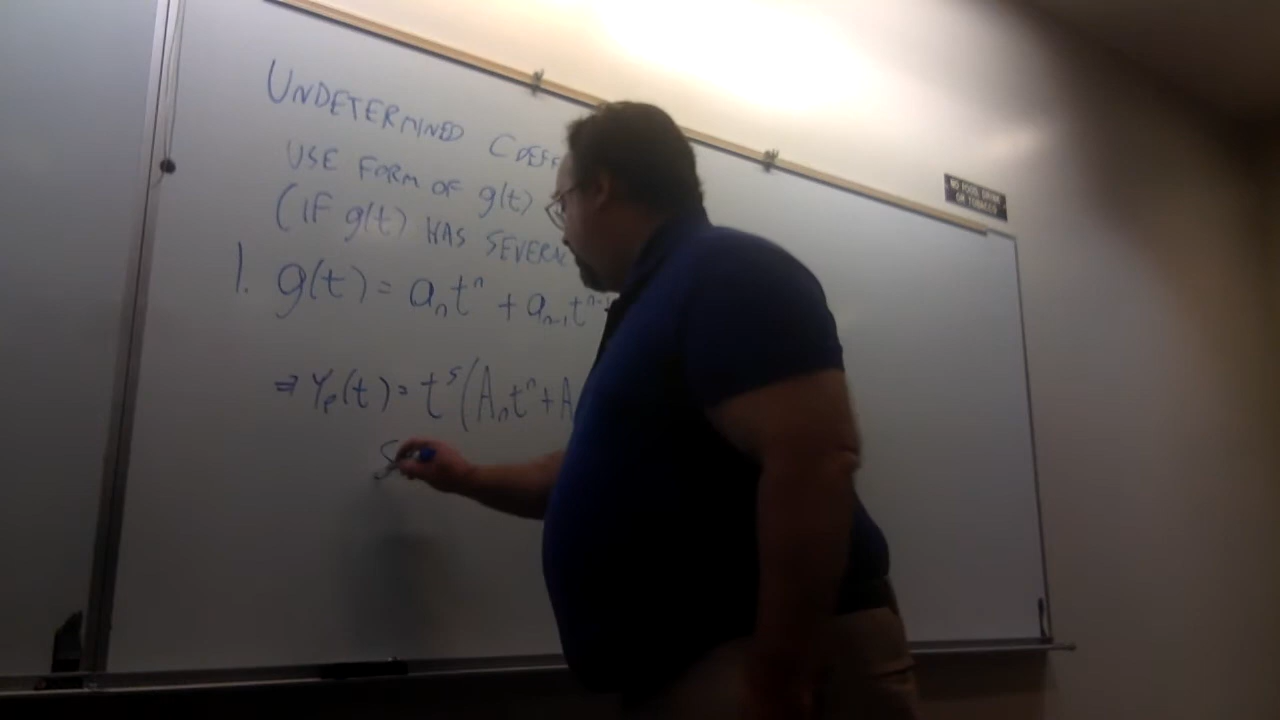 UNDETERMINED COEFF
USE FORM OF g(t)
(IF g(t) HAS SEVERAL
1. g(t) = aₙtⁿ + aₙ₋₁tⁿ⁻¹
⇒ Yₚ(t) = tˢ(Aₙtⁿ + A
S
NO FOOD, DRINK
OR TOBACCO